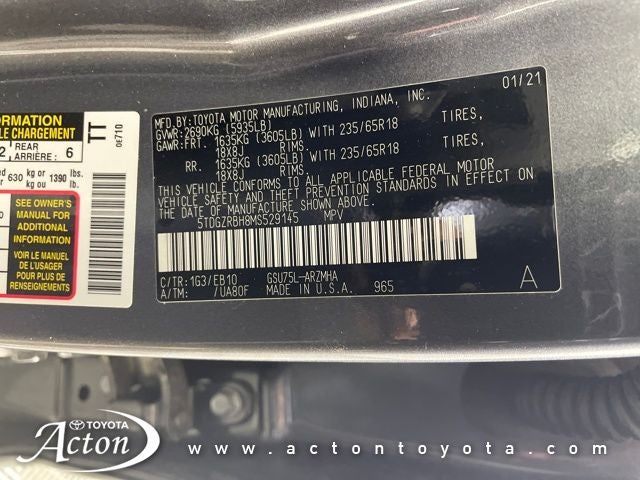 FORMATION
LE CHARGEMENT
2 REAR ARRIÈRE: 6
630 kg or 1390 lbs.
kg ou lb.
SEE OWNER'S
MANUAL FOR
ADDITIONAL
INFORMATION
VOIR LE MANUEL
DE L'USAGER
POUR PLUS DE
RENSEIGNEMENTS
TT
0E710
MFD.BY:TOYOTA MOTOR MANUFACTURING, INDIANA, INC. 01/21
GVWR:2690KG (5935LB)
GAWR:FRT. 1635KG (3605LB) WITH 235/65R18 TIRES,
18X8J
RR. 1635KG (3605LB) WITH 235/65R18 TIRES,
18X8J
THIS VEHICLE CONFORMS TO ALL APPLICABLE FEDERAL MOTOR
VEHICLE SAFETY AND THEFT PREVENTION STANDARDS IN EFFECT
ON THE DATE OF MANUFACTURE SHOWN ABOVE.
5TDGZRBH8MS529145 MPV
C/TR:1G3/EB10 GSU75L-ARZMHA
A/TM: /UA80F MADE IN U.S.A. 965 A
TOYOTA
Acton
www.actontoyota.com